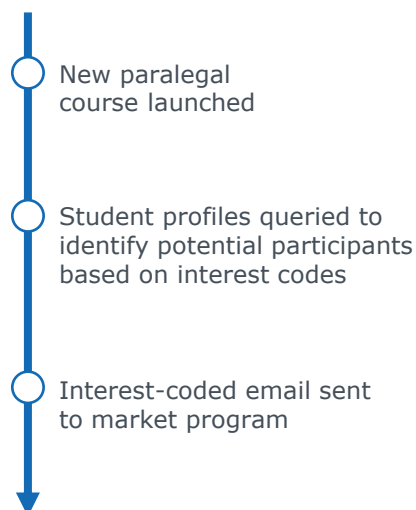 New paralegal
course launched
Student profiles queried to
identify potential participants
based on interest codes
Interest-coded email sent
to market program